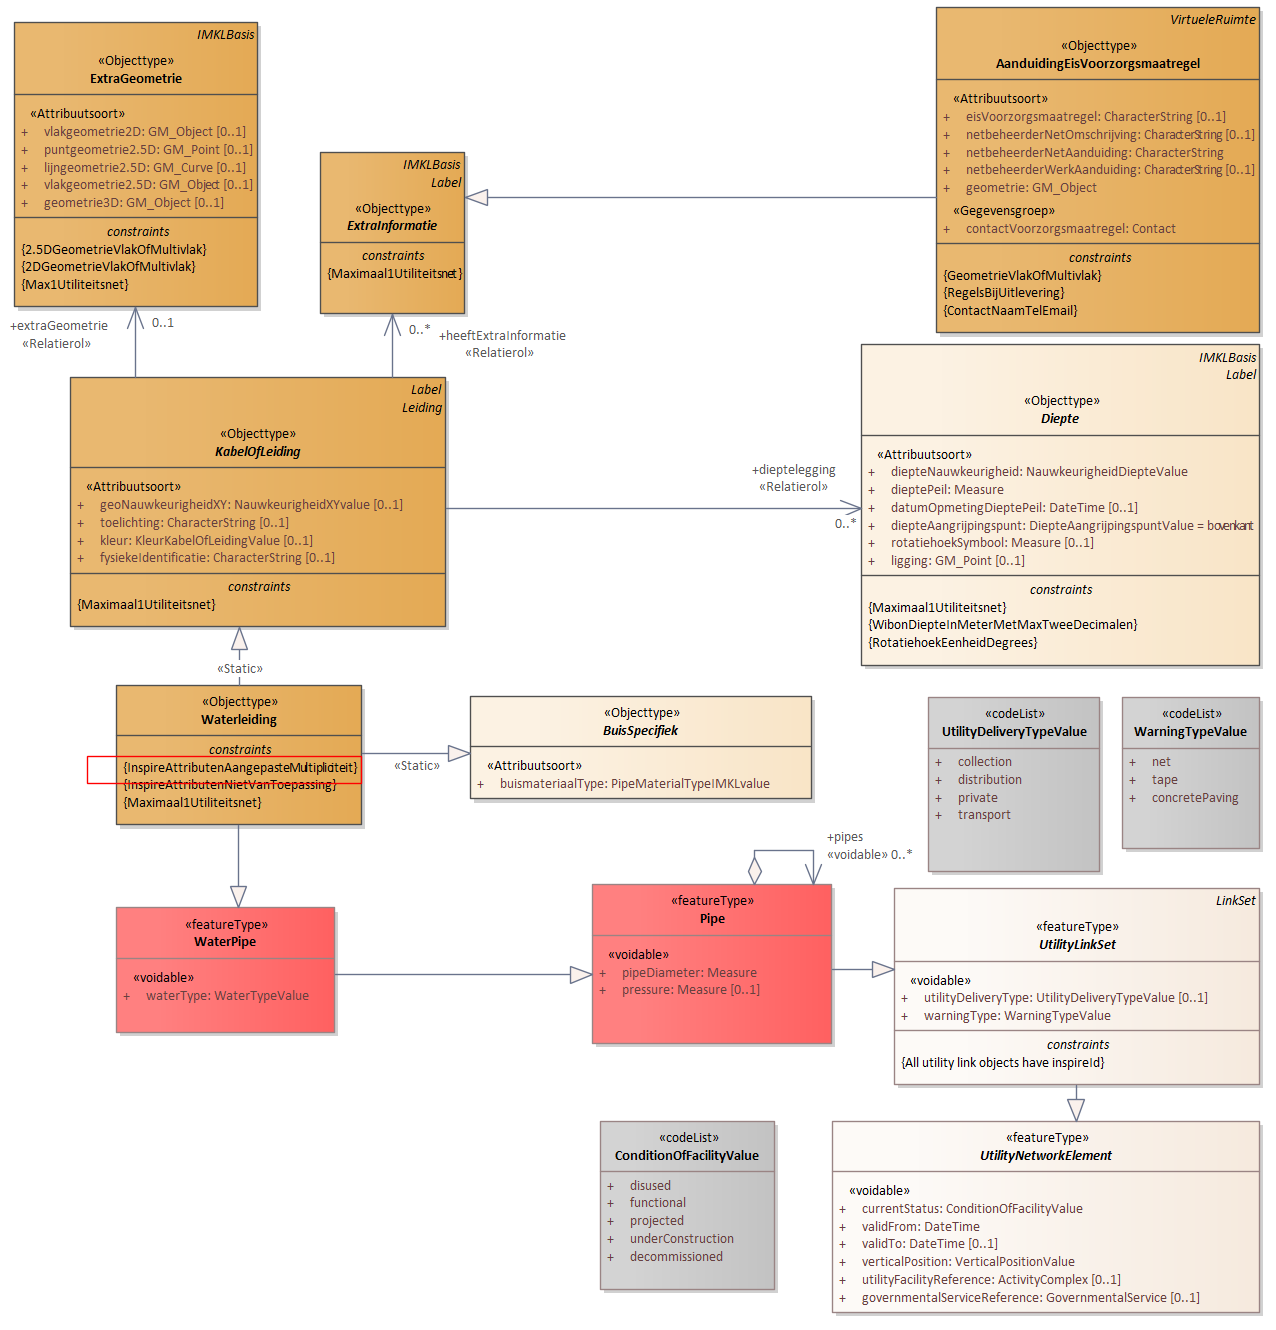 IMKLBasis
«Objecttype»
ExtraGeometrie
«Attribuutsoort»
+ vlakgeometrie2D: GM_Object [0..1]
+ puntgeometrie2.5D: GM_Point [0..1]
+ lijngeometrie2.5D: GM_Curve [0..1]
+ vlakgeometrie2.5D: GM_Object [0..1]
+ geometrie3D: GM_Object [0..1]
constraints
{2.5DGeometrieVlakOfMultivlak}
{2DGeometrieVlakOfMultivlak}
{Max1Utiliteitsnet}
+extraGeometrie
«Relatierol»
0..1
IMKLBasis
Label
«Objecttype»
ExtraInformatie
constraints
{Maximaal1Utiliteitsnet}
0..*
+heeftExtraInformatie
«Relatierol»
VirtueleRuimte
«Objecttype»
AanduidingEisVoorzorgsmaatregel
«Attribuutsoort»
+ eisVoorzorgsmaatregel: CharacterString [0..1]
+ netbeheerderNetOmschrijving: CharacterString [0..1]
+ netbeheerderNetAanduiding: CharacterString
+ netbeheerderWerkAanduiding: CharacterString [0..1]
+ geometrie: GM_Object
«Gegevensgroep»
+ contactVoorzorgsmaatregel: Contact
constraints
{GeometrieVlakOfMultivlak}
{RegelsBijUitlevering}
{ContactNaamTelEmail}
Label
Leiding
«Objecttype»
KabelOfLeiding
«Attribuutsoort»
+ geoNauwkeurigheidXY: NauwkeurigheidXYvalue [0..1]
+ toelichting: CharacterString [0..1]
+ kleur: KleurKabelOfLeidingValue [0..1]
+ fysiekeIdentificatie: CharacterString [0..1]
constraints
{Maximaal1Utiliteitsnet}
+dieptelegging
«Relatierol»
0..*
IMKLBasis
Label
«Objecttype»
Diepte
«Attribuutsoort»
+ diepteNauwkeurigheid: NauwkeurigheidDiepteValue
+ dieptePeil: Measure
+ datumOpmetingDieptePeil: DateTime [0..1]
+ diepteAangrijpingspunt: DiepteAangrijpingspuntValue = bovenkant
+ rotatiehoekSymbool: Measure [0..1]
+ ligging: GM_Point [0..1]
constraints
{Maximaal1Utiliteitsnet}
{WibonDiepteInMeterMetMaxTweeDecimalen}
{RotatiehoekEenheidDegrees}
«Static»
«Objecttype»
Waterleiding
constraints
{InspireAttributenAangepasteMultipliciteit}
{InspireAttributenNietVanToepassing}
{Maximaal1Utiliteitsnet}
«Static»
«Objecttype»
BuisSpecifiek
«Attribuutsoort»
+ buismateriaalType: PipeMaterialTypeIMKLvalue
«codeList»
UtilityDeliveryTypeValue
+ collection
+ distribution
+ private
+ transport
«codeList»
WarningTypeValue
+ net
+ tape
+ concretePaving
«featureType»
WaterPipe
«voidable»
+ waterType: WaterTypeValue
+pipes
«voidable» 0..*
«featureType»
Pipe
«voidable»
+ pipeDiameter: Measure
+ pressure: Measure [0..1]
LinkSet
«featureType»
UtilityLinkSet
«voidable»
+ utilityDeliveryType: UtilityDeliveryTypeValue [0..1]
+ warningType: WarningTypeValue
constraints
{All utility link objects have inspireId}
«codeList»
ConditionOfFacilityValue
+ disused
+ functional
+ projected
+ underConstruction
+ decommissioned
«featureType»
UtilityNetworkElement
«voidable»
+ currentStatus: ConditionOfFacilityValue
+ validFrom: DateTime
+ validTo: DateTime [0..1]
+ verticalPosition: VerticalPositionValue
+ utilityFacilityReference: ActivityComplex [0..1]
+ governmentalServiceReference: GovernmentalService [0..1]